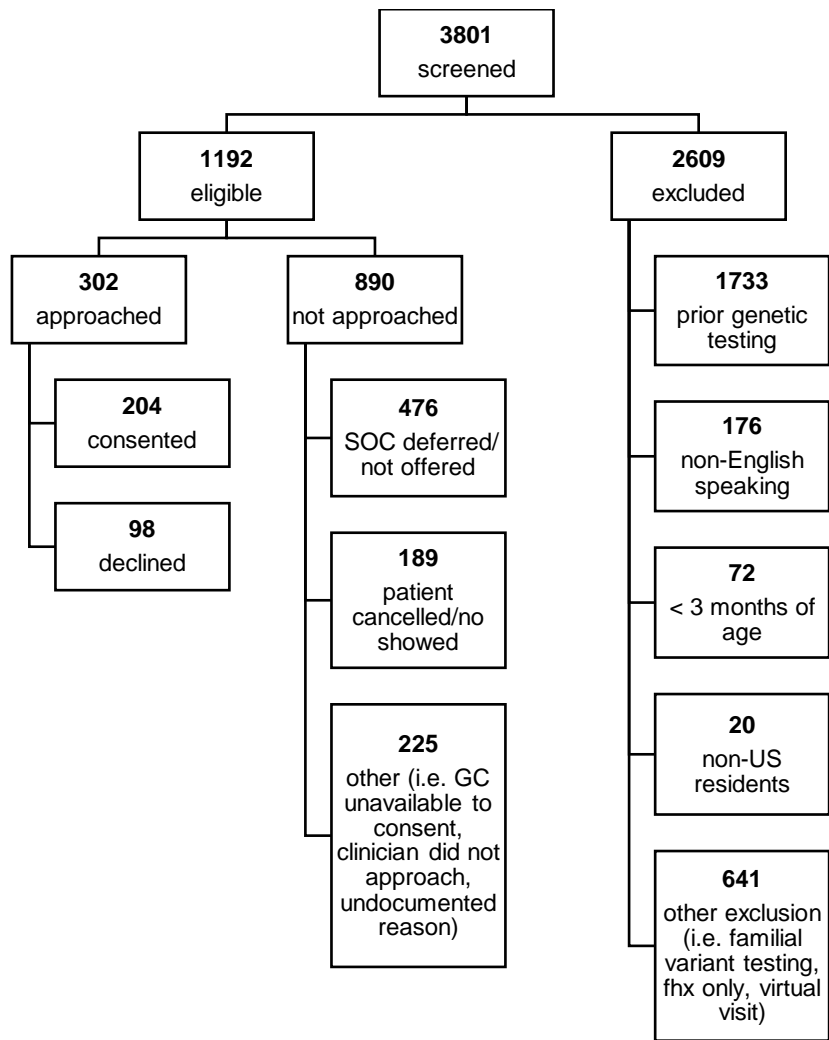 3801
screened
1192
eligible
2609
excluded
302
approached
890
not approached
204
consented
98
declined
476
SOC deferred/
not offered
189
patient
cancelled/no
showed
225
other (i.e. GC
unavailable to
consent,
clinician did not
approach,
undocumented
reason)
1733
prior genetic
testing
176
non-English
speaking
72
< 3 months of
age
20
non-US
residents
641
other exclusion
(i.e. familial
variant testing,
fhx only, virtual
visit)